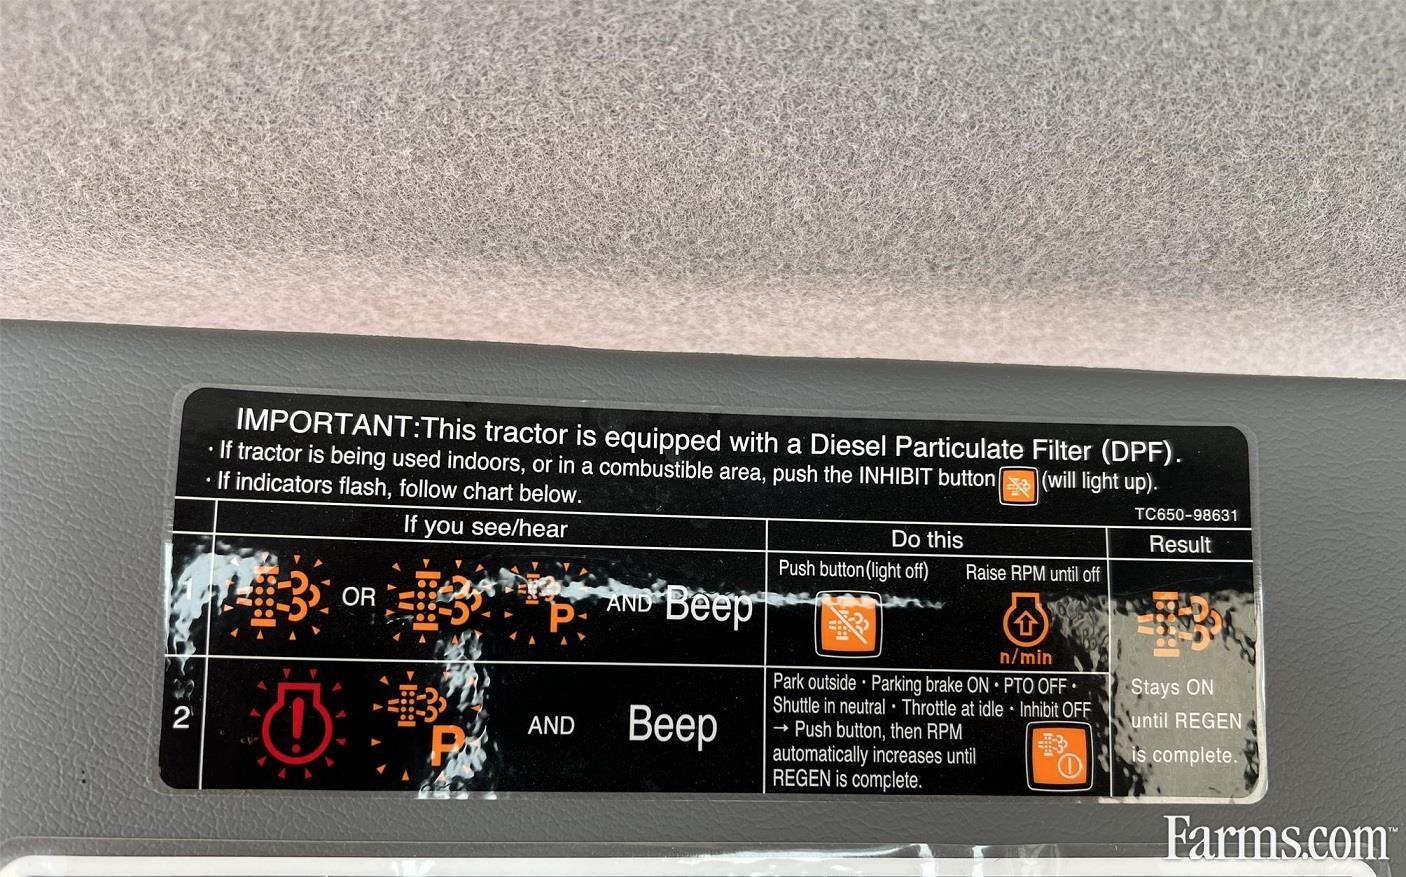 IMPORTANT:This tractor is equipped with a Diesel Particulate Filter (DPF).
· If tractor is being used indoors, or in a combustible area, push the INHIBIT button (will light up).
· If indicators flash, follow chart below.
TC650-98631
If you see/hear
Do this
Result
1
OR
P
AND Beep
Push button(light off)
Raise RPM until off
n/min
2
P
AND
Beep
Park outside · Parking brake ON · PTO OFF ·
Shuttle in neutral · Throttle at idle · Inhibit OFF
→ Push button, then RPM
automatically increases until
REGEN is complete.
Stays ON
until REGEN
is complete.
Farms.com™